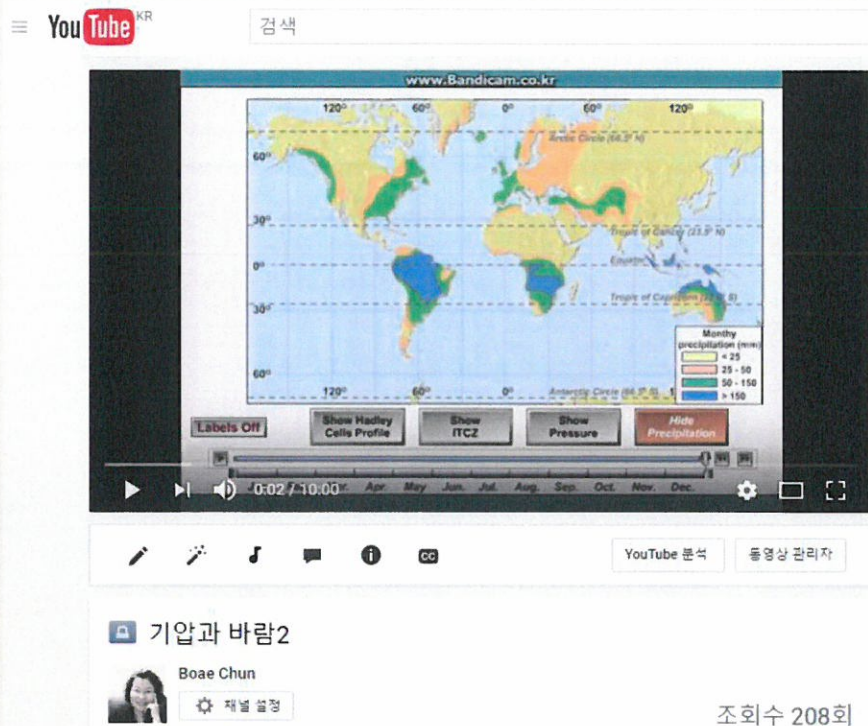 YouTube KR
검색
www.Bandicam.co.kr
120° 60° 0° 60° 120°
Arctic Circle (66.5° N)
60°
30°
Tropic of Cancer (23.5° N)
0°
Equator
Tropic of Capricorn
30°
60°
120° 60° 0°
Antarctic Circle (66.5° S)
Monthy
precipitation (mm)
< 25
25 - 50
50 - 150
> 150
Labels Off
Show Hadley
Cells Profile
Show
ITCZ
Show
Pressure
Hide
Precipitation
0:02 / 10:00
Apr. May Jun. Jul. Aug. Sep. Oct. Nov. Dec.
YouTube 분석
동영상 관리자
기압과 바람2
Boae Chun
채널 설정
조회수 208회